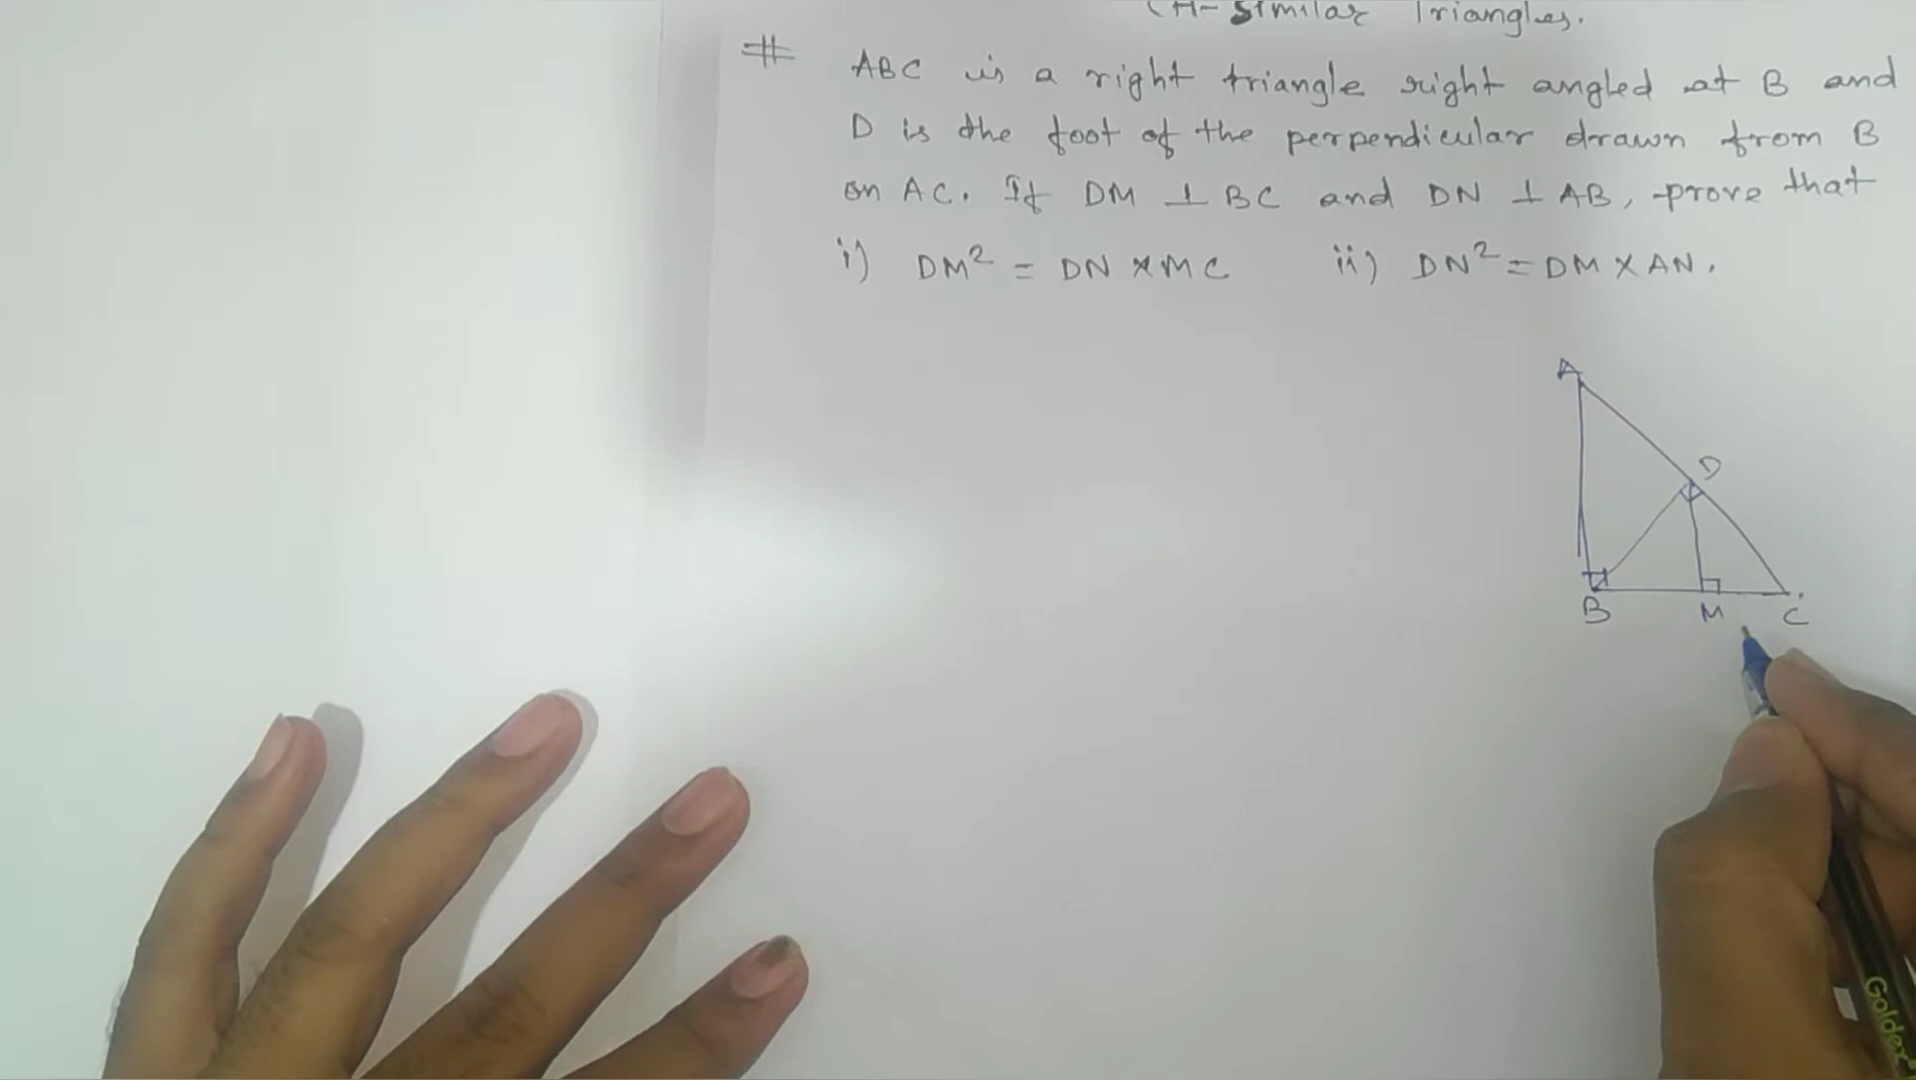 CH- Similar Triangles.
# ABC is a right triangle right angled at B and
D is the foot of the perpendicular drawn from B
on AC. If DM ⊥ BC and DN ⊥ AB, prove that
i) DM² = DN × MC ii) DN² = DM × AN.
A
D
B M C
Goldex